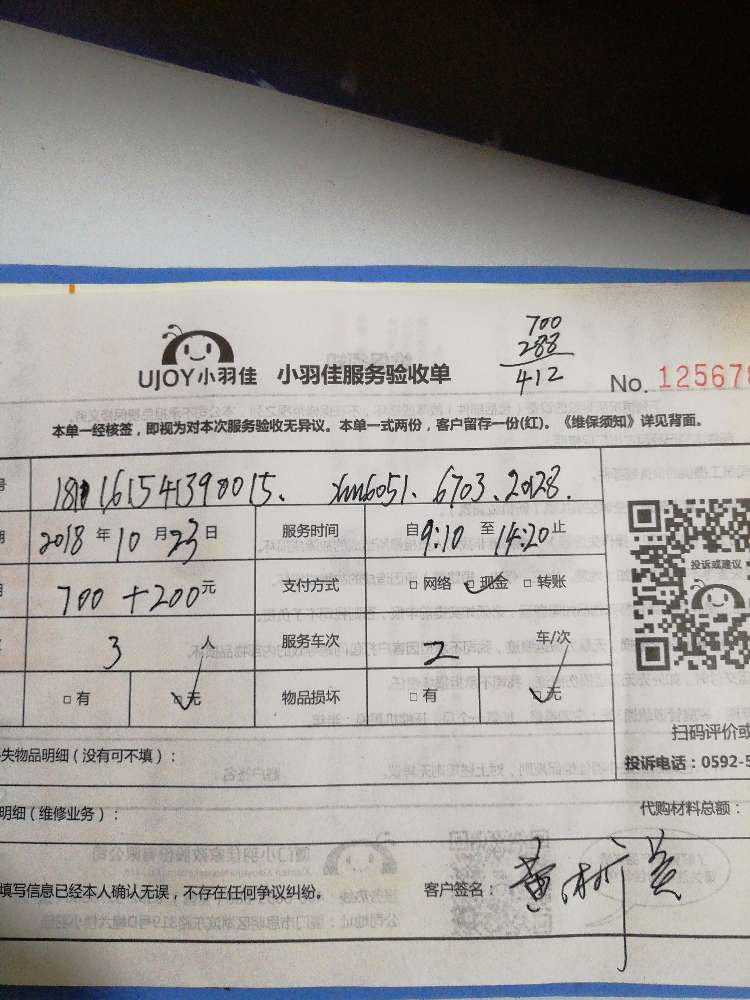 700
288
412
UJOY小羽佳 小羽佳服务验收单
No. 125678
本单一经核签，即视为对本次服务验收无异议。本单一式两份，客户留存一份(红)。《维保须知》详见背面。
号
期 2018 年 10 月 23 日 服务时间 自 9:10 至 14:20 止
用 700+200 元 支付方式 □ 网络 □ 现金 □ 转账
3 人 服务车次 2 车/次
□ 有 □ 无 物品损坏 □ 有 □ 无
投诉或建议
扫码评价或
失物品明细（没有可不填）：
投诉电话：0592-5
明细（维修业务）：
代购材料总额：
填写信息已经本人确认无误，不存在任何争议纠纷。 客户签名：